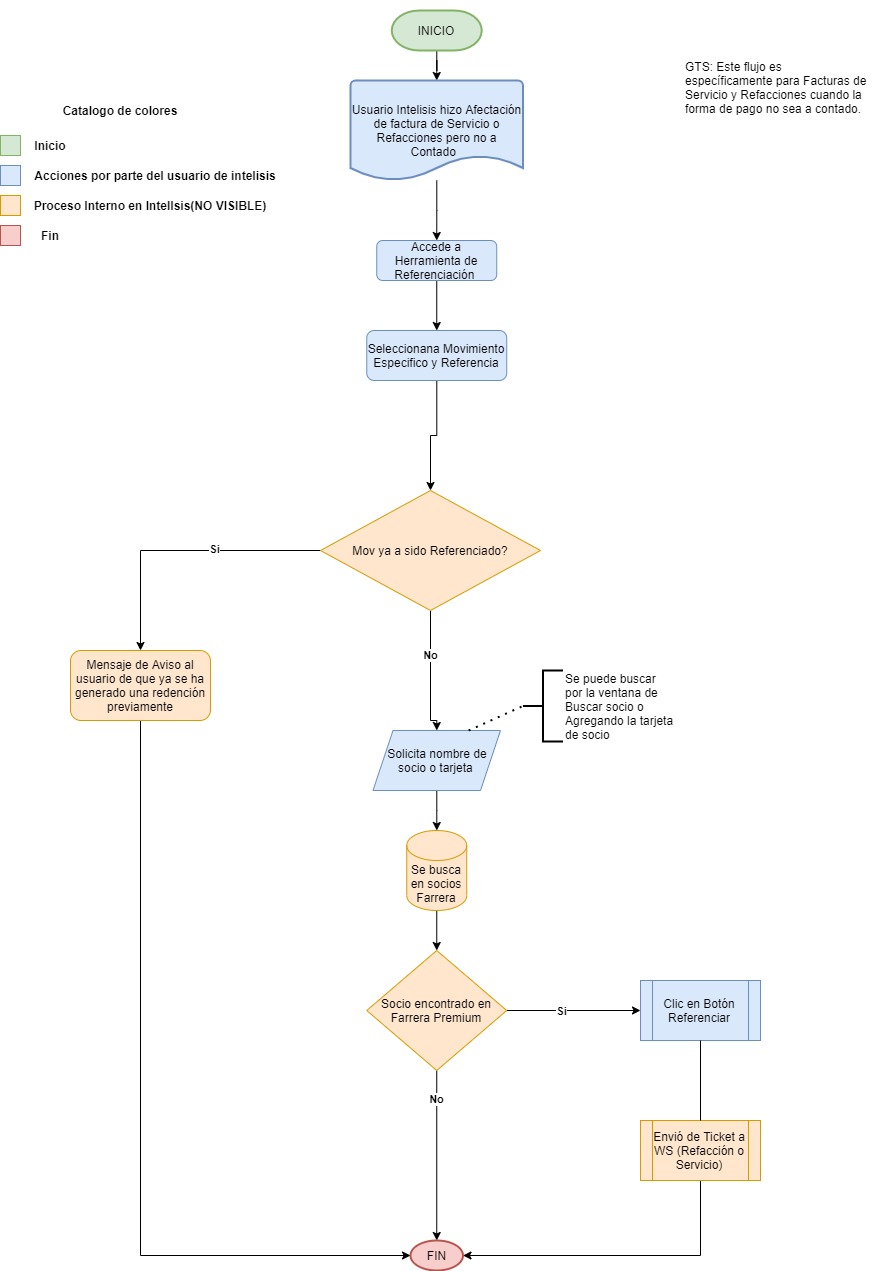 INICIO
GTS: Este flujo es
específicamente para Facturas de
Servicio y Refacciones cuando la
forma de pago no sea a contado.
Catalogo de colores
Inicio
Acciones por parte del usuario de intelisis
Proceso Interno en Intellsis(NO VISIBLE)
Fin
Usuario Intelisis hizo Afectación
de factura de Servicio o
Refacciones pero no a
Contado
Accede a
Herramienta de
Referenciación
Seleccionana Movimiento
Especifico y Referencia
Mov ya a sido Referenciado?
Si
No
Mensaje de Aviso al
usuario de que ya se ha
generado una redención
previamente
Se puede buscar
por la ventana de
Buscar socio o
Agregando la tarjeta
de socio
Solicita nombre de
socio o tarjeta
Se busca
en socios
Farrera
Socio encontrado en
Farrera Premium
Si
Clic en Botón
Referenciar
No
Envió de Ticket a
WS (Refacción o
Servicio)
FIN